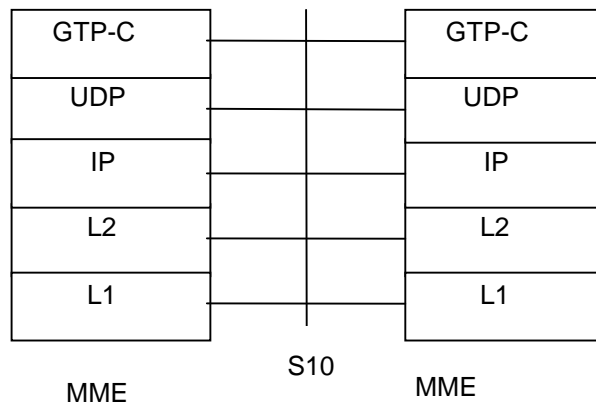 GTP-C GTP-C
UDP UDP
IP IP
L2 L2
L1 L1
S10
MME MME